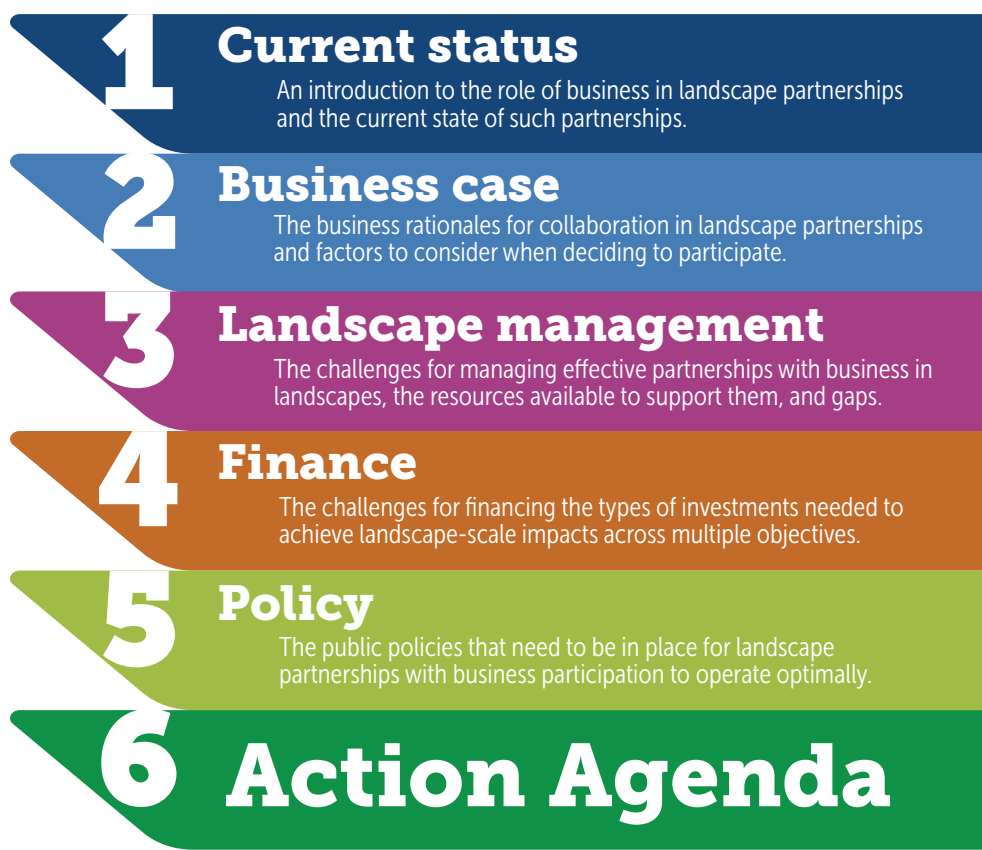 1
Current status
An introduction to the role of business in landscape partnerships
and the current state of such partnerships.
2
Business case
The business rationales for collaboration in landscape partnerships
and factors to consider when deciding to participate.
3
Landscape management
The challenges for managing effective partnerships with business in
landscapes, the resources available to support them, and gaps.
4
Finance
The challenges for financing the types of investments needed to
achieve landscape-scale impacts across multiple objectives.
5
Policy
The public policies that need to be in place for landscape
partnerships with business participation to operate optimally.
6
Action Agenda